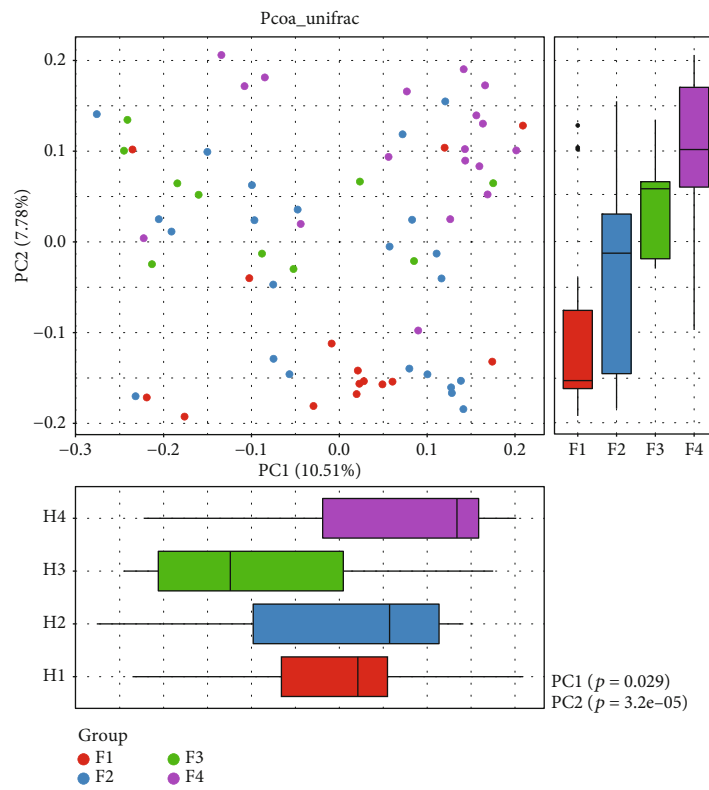 Pcoa_unifrac
PC2 (7.78%)
0.2
0.1
0.0
−0.1
−0.2
−0.3 −0.2 −0.1 0.0 0.1 0.2
PC1 (10.51%)
F1 F2 F3 F4
H4
H3
H2
H1
PC1 (p = 0.029)
PC2 (p = 3.2e–05)
Group
F1 F3
F2 F4